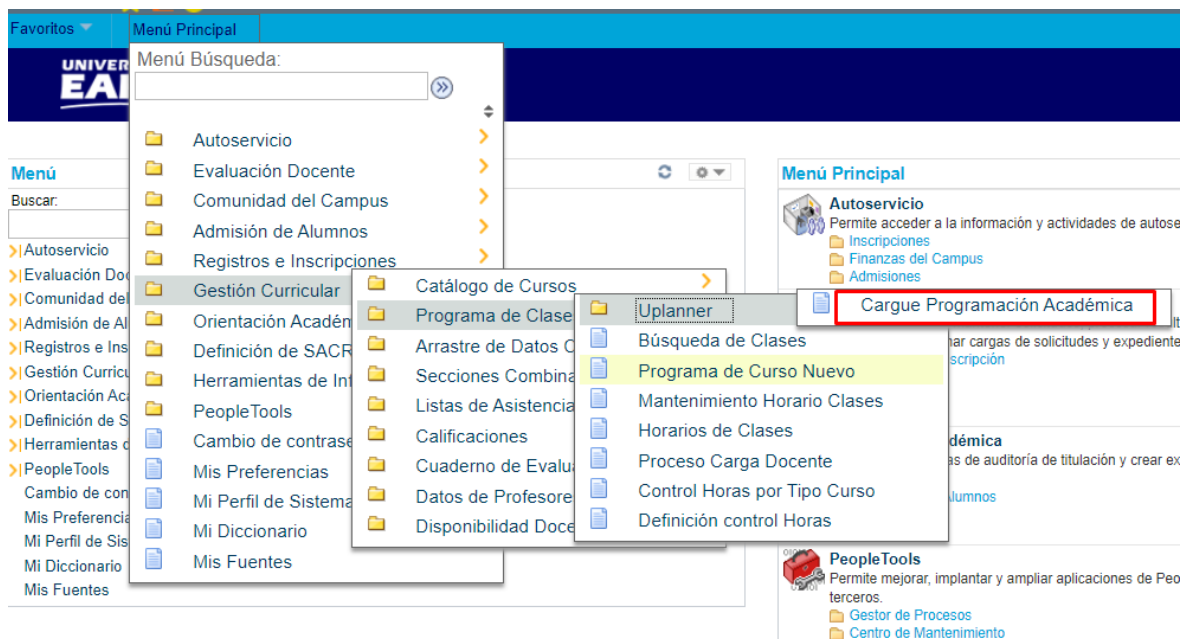 Favoritos
Menú Principal
UNIVER
Menú Búsqueda:
Autoservicio
Evaluación Docente
Comunidad del Campus
Admisión de Alumnos
Registros e Inscripciones
Gestión Curricular
Orientación Académ
Definición de SACR
Herramientas de Inf
PeopleTools
Cambio de contrase
Mis Preferencias
Mi Perfil de Sistema
Mi Diccionario
Mis Fuentes
Catálogo de Cursos
Programa de Clase
Arrastre de Datos C
Secciones Combina
Listas de Asistencia
Calificaciones
Cuaderno de Evalua
Datos de Profesore
Disponibilidad Doce
Uplanner
Búsqueda de Clases
Programa de Curso Nuevo
Mantenimiento Horario Clases
Horarios de Clases
Proceso Carga Docente
Control Horas por Tipo Curso
Definición control Horas
Cargue Programación Académica
Menú
Buscar:
Autoservicio
Evaluación Do
Comunidad del
Admisión de Al
Registros e Ins
Gestión Curricu
Orientación Aca
Definición de S
Herramientas d
PeopleTools
Cambio de con
Mis Preferencia
Mi Perfil de Sis
Mi Diccionario
Mis Fuentes
Menú Principal
Autoservicio
Permite acceder a la información y actividades de autose
Inscripciones
Finanzas del Campus
Admisiones
nar cargas de solicitudes y expediente
scripción
démica
as de auditoría de titulación y crear ex
lumnos
PeopleTools
Permite mejorar, implantar y ampliar aplicaciones de Peo
terceros.
Gestor de Procesos
Centro de Mantenimiento